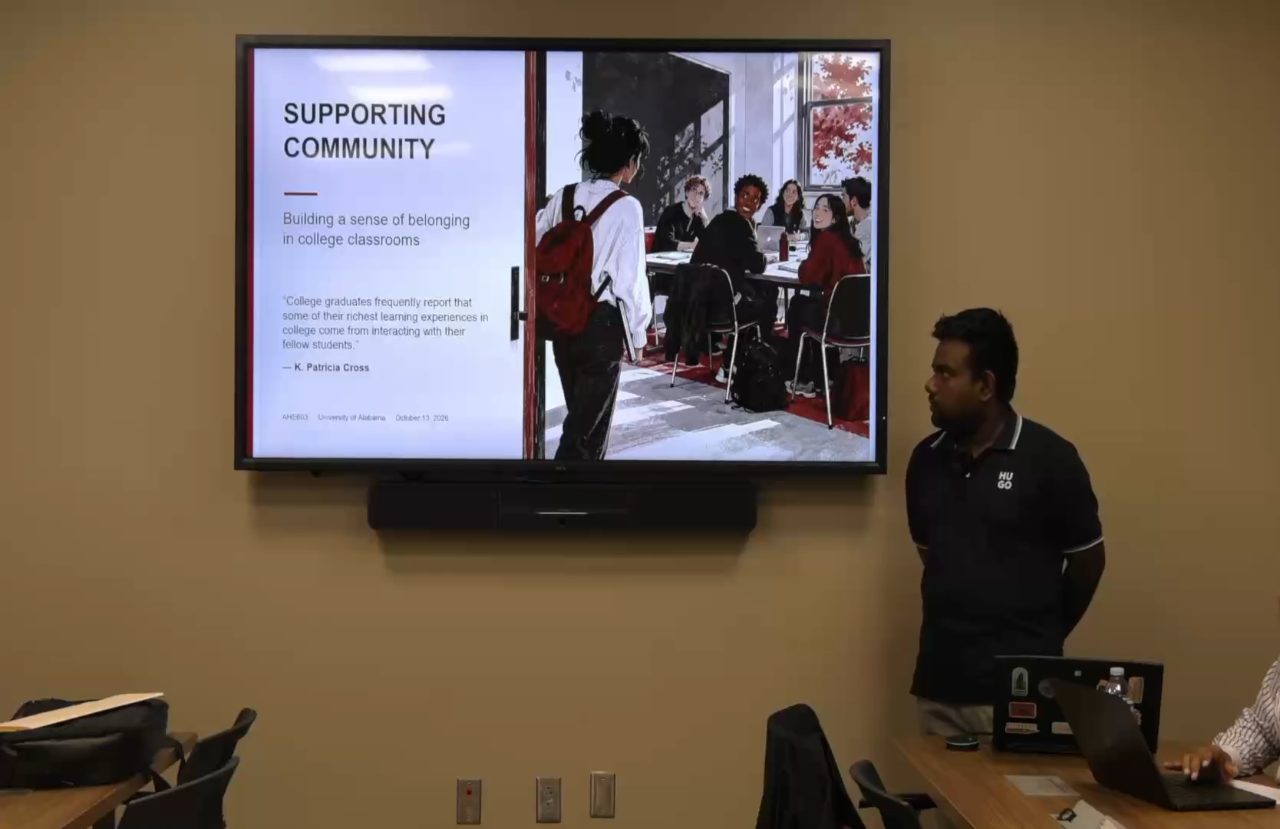 SUPPORTING
COMMUNITY
Building a sense of belonging
in college classrooms
"College graduates frequently report that
some of their richest learning experiences in
college come from interacting with their
fellow students."
— K. Patricia Cross
AHE603 University of Alabama October 13, 2026
HU
GO